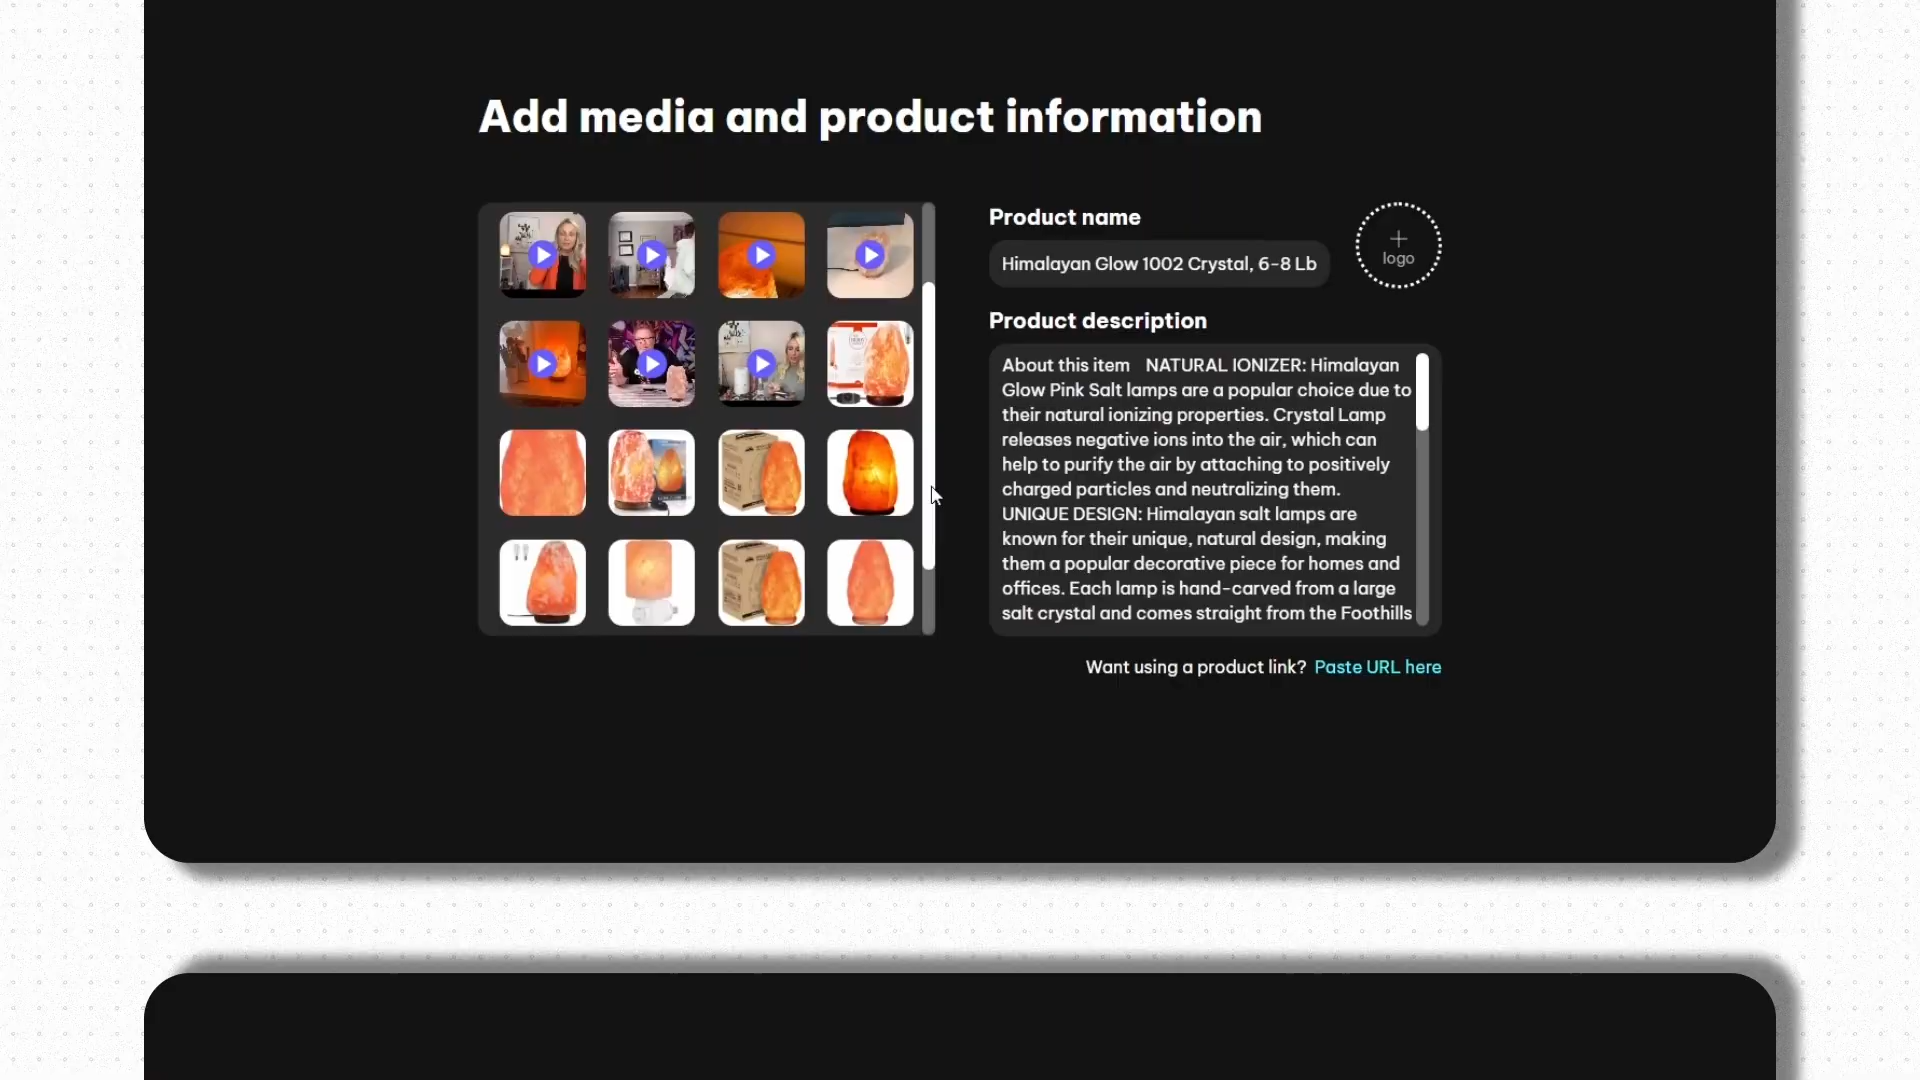 Add media and product information
Product name
Himalayan Glow 1002 Crystal, 6-8 Lb
+
logo
Product description
About this item NATURAL IONIZER: Himalayan
Glow Pink Salt lamps are a popular choice due to
their natural ionizing properties. Crystal Lamp
releases negative ions into the air, which can
help to purify the air by attaching to positively
charged particles and neutralizing them.
UNIQUE DESIGN: Himalayan salt lamps are
known for their unique, natural design, making
them a popular decorative piece for homes and
offices. Each lamp is hand-carved from a large
salt crystal and comes straight from the Foothills
Want using a product link? Paste URL here